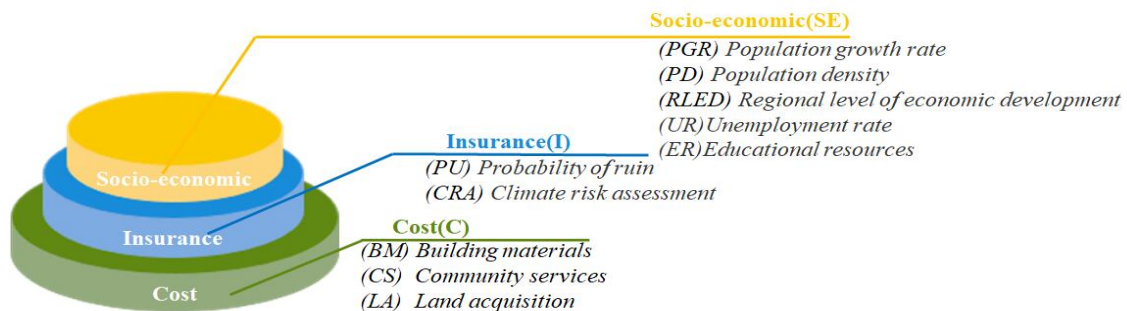 Socio-economic(SE)
(PGR) Population growth rate
(PD) Population density
(RLED) Regional level of economic development
(UR)Unemployment rate
(ER)Educational resources
Insurance(I)
(PU) Probability of ruin
(CRA) Climate risk assessment
Cost(C)
(BM) Building materials
(CS) Community services
(LA) Land acquisition
Socio-economic
Insurance
Cost